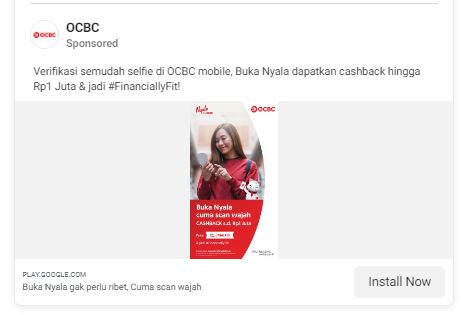 OCBC
Sponsored
OCBC
Verifikasi semudah selfie di OCBC mobile, Buka Nyala dapatkan cashback hingga
Rp1 Juta & jadi #FinanciallyFit!
Nyala
OCBC
Buka Nyala
cuma scan wajah
CASHBACK s.d. Rp1 Juta
PLAY.GOOGLE.COM
Buka Nyala gak perlu ribet, Cuma scan wajah
Install Now